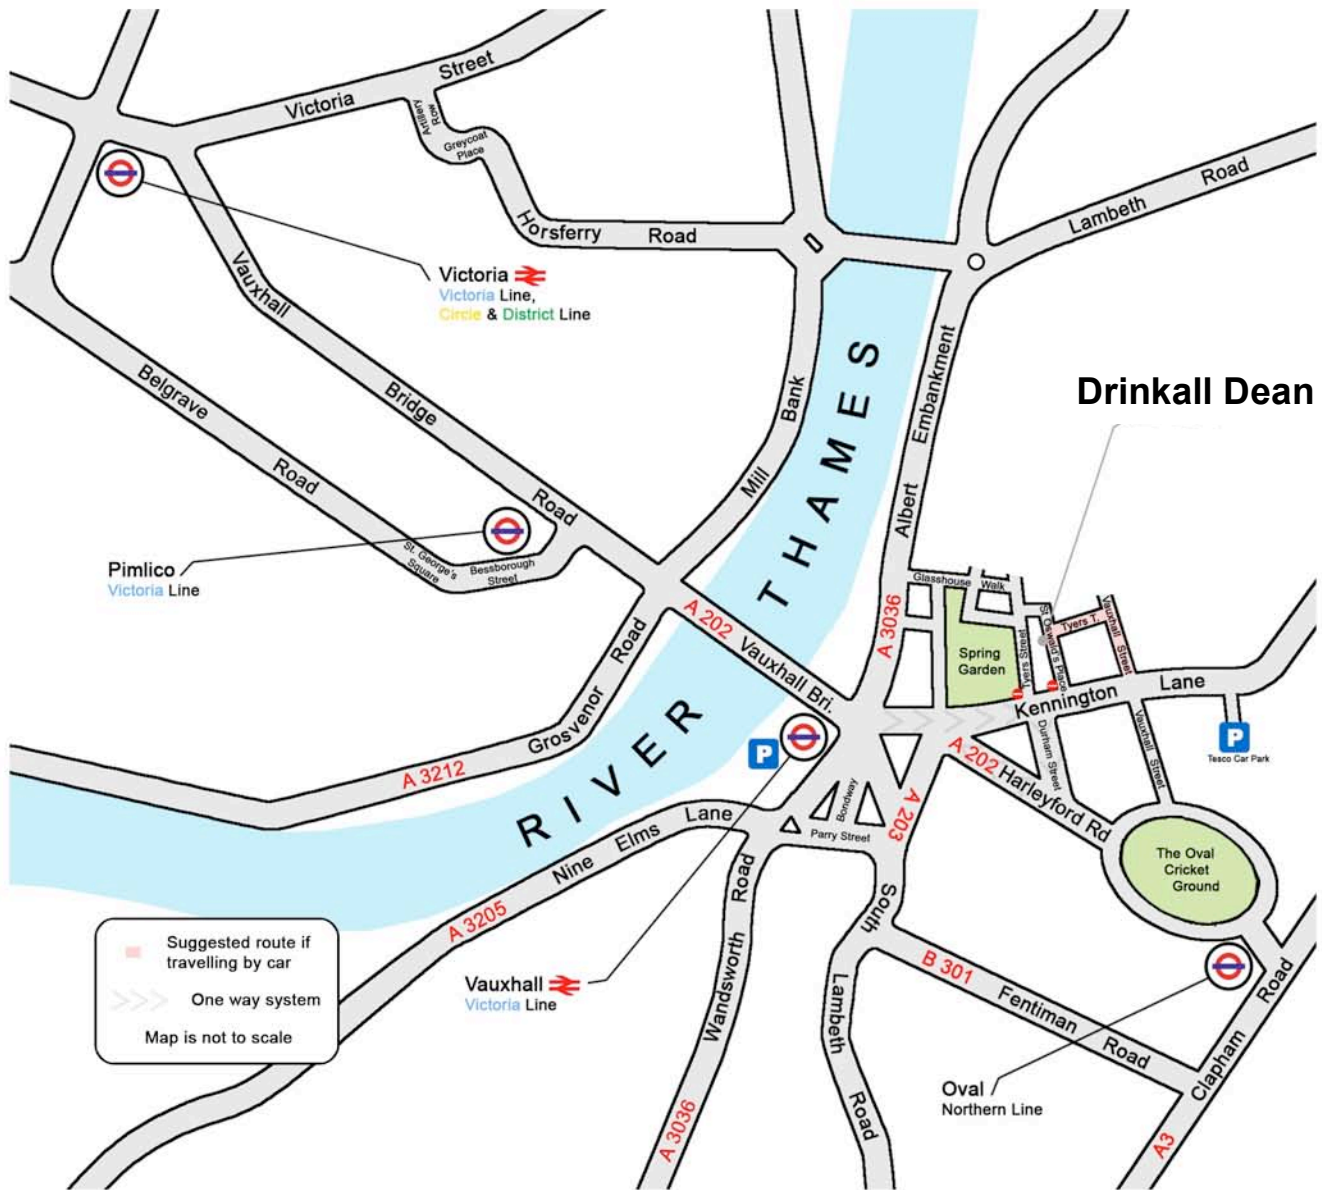 Victoria Street
Artillery
Row
Greycoat
Place
Horsferry Road
Lambeth Road
Victoria
Victoria Line,
Circle & District Line
Vauxhall Bridge Road
Belgrave Road
St. George's
Square
Bessborough
Street
Pimlico
Victoria Line
Mill Bank
Albert Embankment
RIVER THAMES
Drinkall Dean
A 202 Vauxhall Bri.
A 3036
Glasshouse Walk
Spring
Garden
Tyers Street
St Oswald's Place
Tyers T.
Vauxhall Street
Kennington Lane
Grosvenor Road
A 3212
P
P
Tesco Car Park
A 202 Harleyford Rd
Durham Street
Vauxhall Street
Bondway
Parry Street
A 203
Nine Elms Lane
A 3205
The Oval
Cricket
Ground
South Lambeth Road
B 301 Fentiman Road
Wandsworth Road
A 3036
Clapham Road
A3
Vauxhall
Victoria Line
Oval
Northern Line
Suggested route if
travelling by car
One way system
Map is not to scale